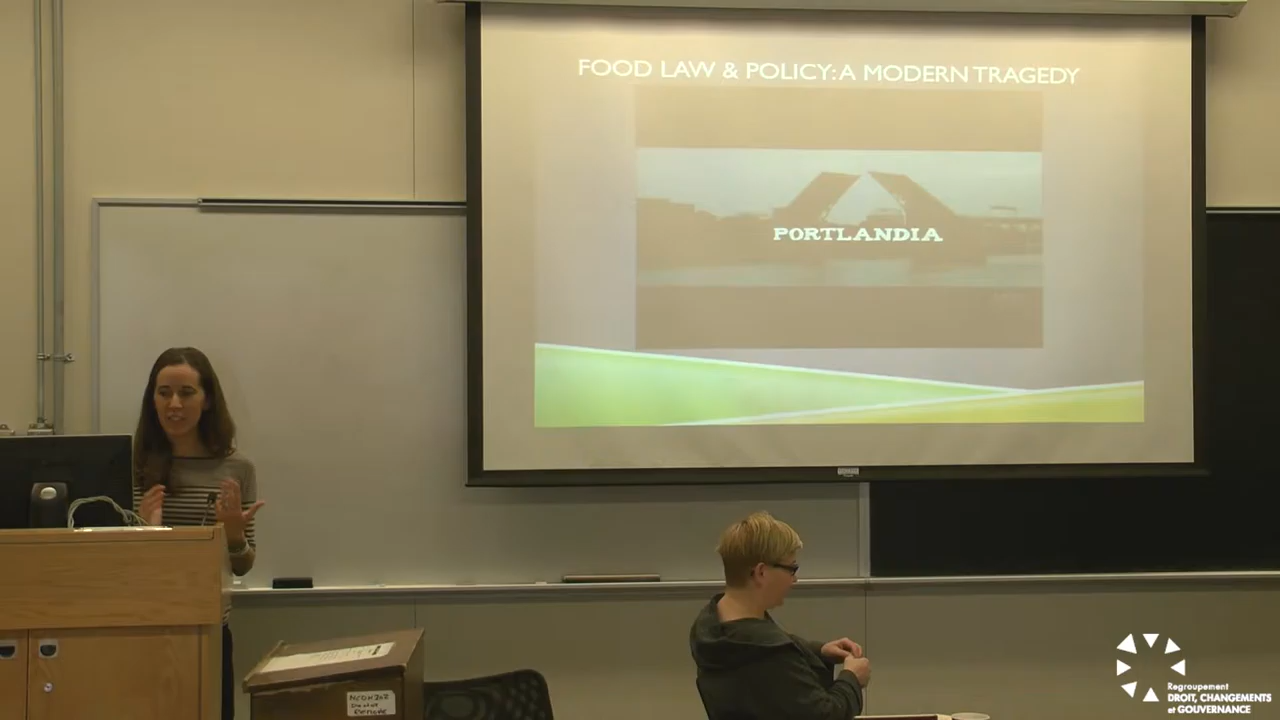 FOOD LAW & POLICY: A MODERN TRAGEDY
PORTLANDIA
Regroupement
DROIT, CHANGEMENTS
et GOUVERNANCE